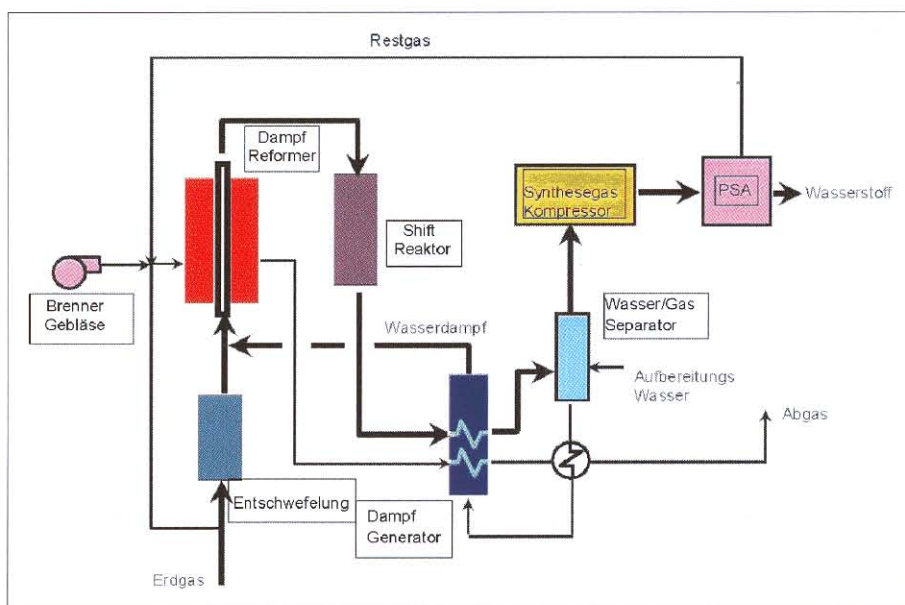 Restgas
Dampf
Reformer
Synthesegas
Kompressor
PSA
Wasserstoff
Shift
Reaktor
Brenner
Gebläse
Wasserdampf
Wasser/Gas
Separator
Aufbereitungs
Wasser
Abgas
Entschwefelung
Dampf
Generator
Erdgas